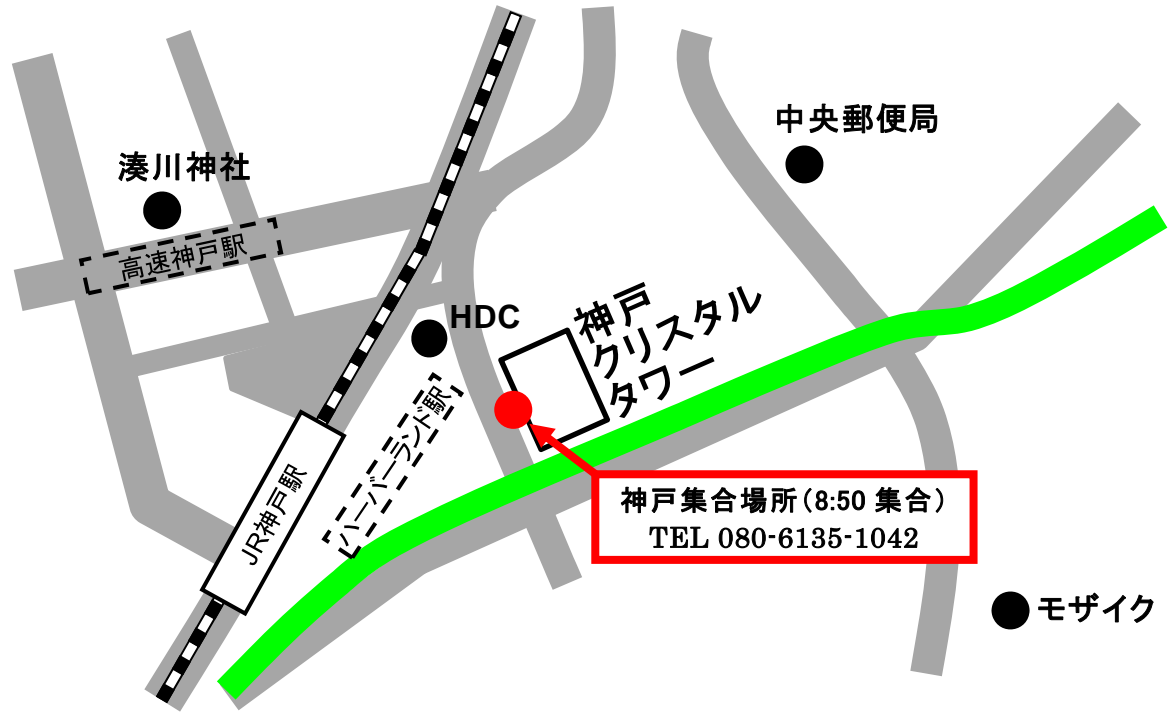 中央郵便局
湊川神社
高速神戸駅
HDC
神戸
クリスタル
タワー
ハーバーランド駅
JR神戸駅
神戸集合場所(8:50 集合)
TEL 080-6135-1042
モザイク